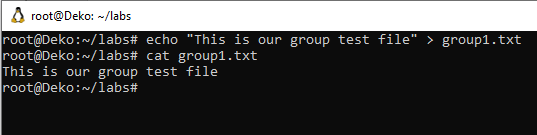 root@Deko: ~/labs
root@Deko:~/labs# echo "This is our group test file" > group1.txt
root@Deko:~/labs# cat group1.txt
This is our group test file
root@Deko:~/labs#